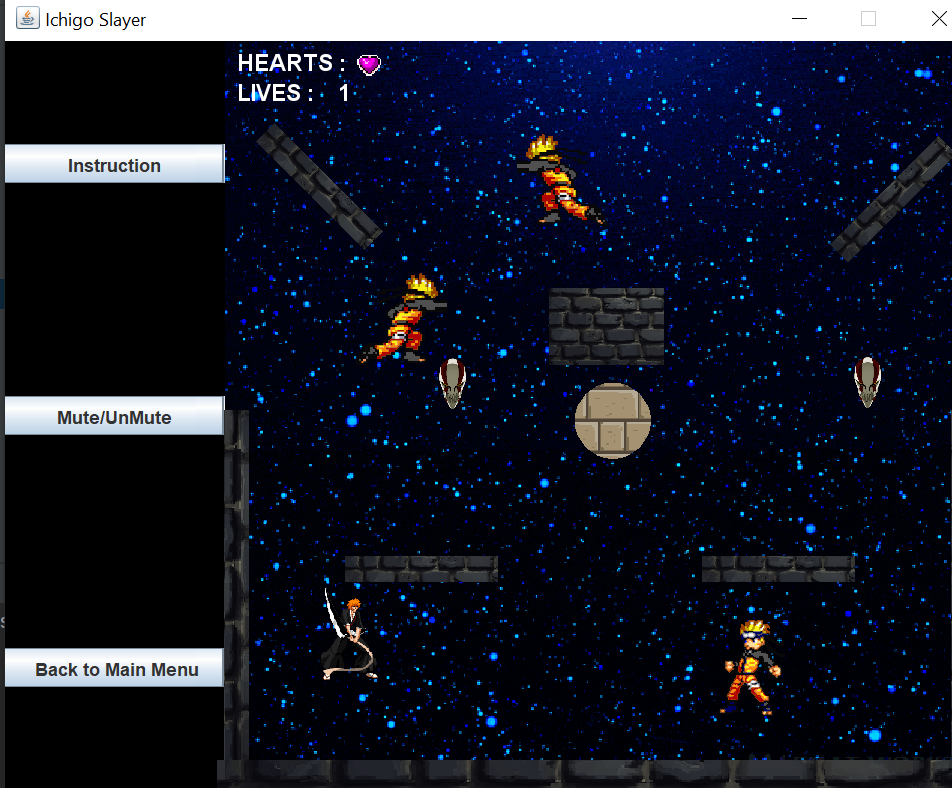 Ichigo Slayer
HEARTS :
LIVES : 1
Instruction
Mute/UnMute
Back to Main Menu